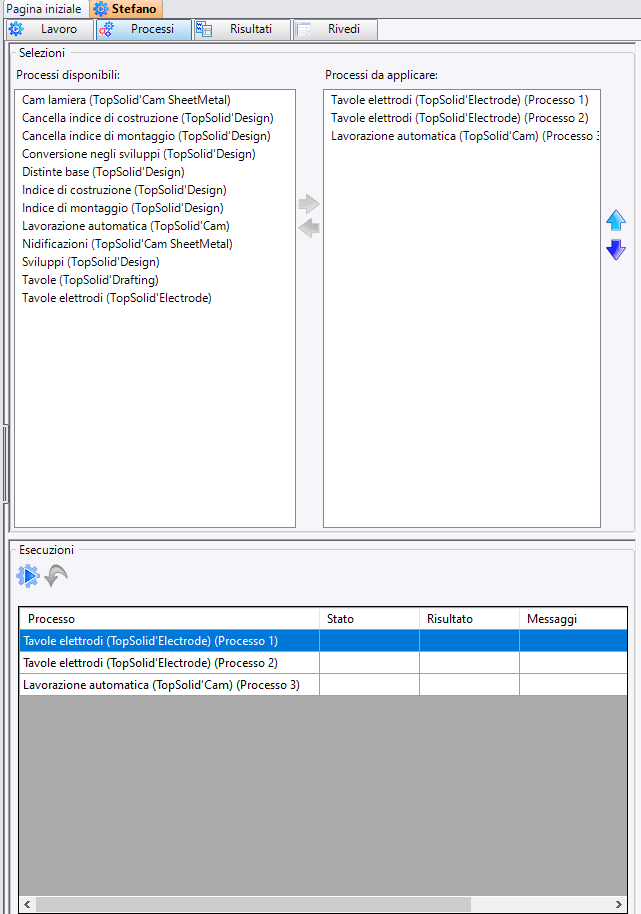 Pagina iniziale
Stefano
Lavoro
Processi
Risultati
Rivedi
Selezioni
Processi disponibili:
Cam lamiera (TopSolid'Cam SheetMetal)
Cancella indice di costruzione (TopSolid'Design)
Cancella indice di montaggio (TopSolid'Design)
Conversione negli sviluppi (TopSolid'Design)
Distinte base (TopSolid'Design)
Indice di costruzione (TopSolid'Design)
Indice di montaggio (TopSolid'Design)
Lavorazione automatica (TopSolid'Cam)
Nidificazioni (TopSolid'Cam SheetMetal)
Sviluppi (TopSolid'Design)
Tavole (TopSolid'Drafting)
Tavole elettrodi (TopSolid'Electrode)
Processi da applicare:
Tavole elettrodi (TopSolid'Electrode) (Processo 1)
Tavole elettrodi (TopSolid'Electrode) (Processo 2)
Lavorazione automatica (TopSolid'Cam) (Processo 3
Esecuzioni
Processo Stato Risultato Messaggi
Tavole elettrodi (TopSolid'Electrode) (Processo 1)
Tavole elettrodi (TopSolid'Electrode) (Processo 2)
Lavorazione automatica (TopSolid'Cam) (Processo 3)